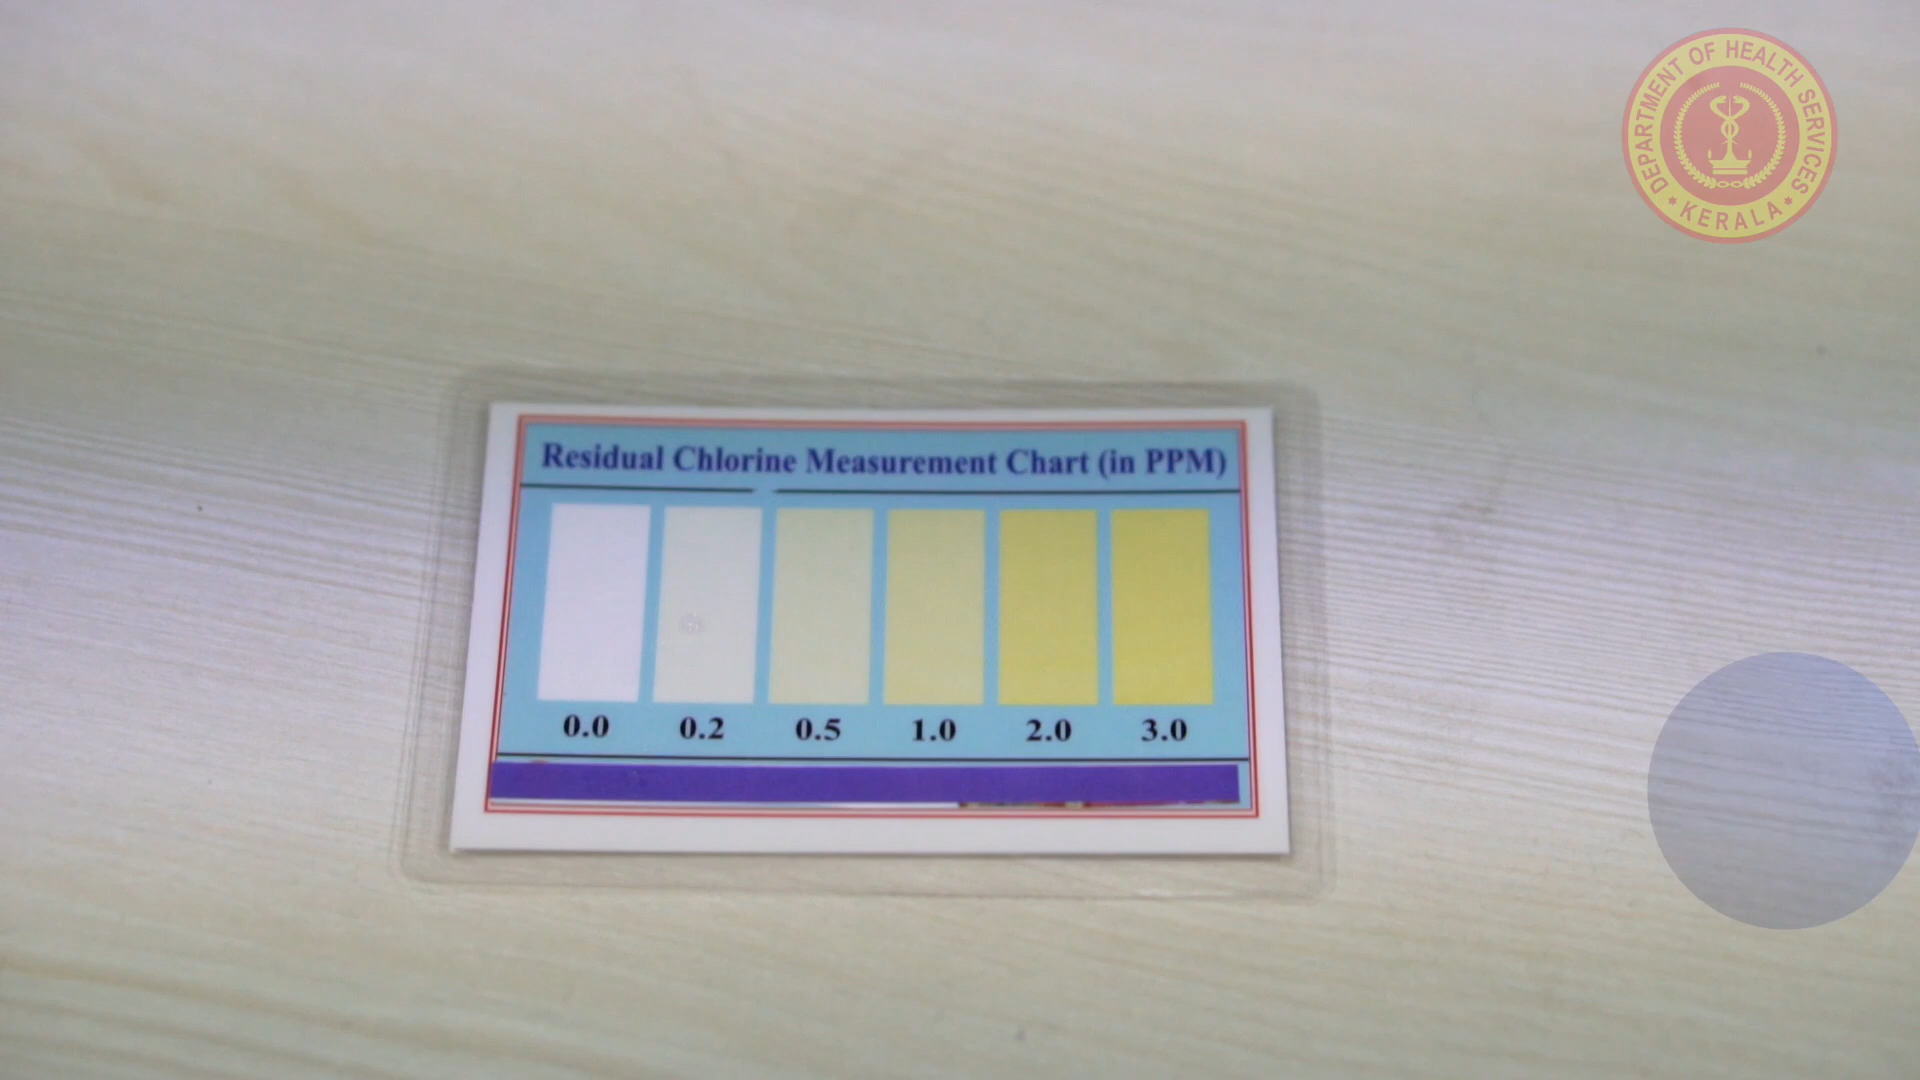 DEPARTMENT OF HEALTH SERVICES
* KERALA *
Residual Chlorine Measurement Chart (in PPM)
0.0 0.2 0.5 1.0 2.0 3.0